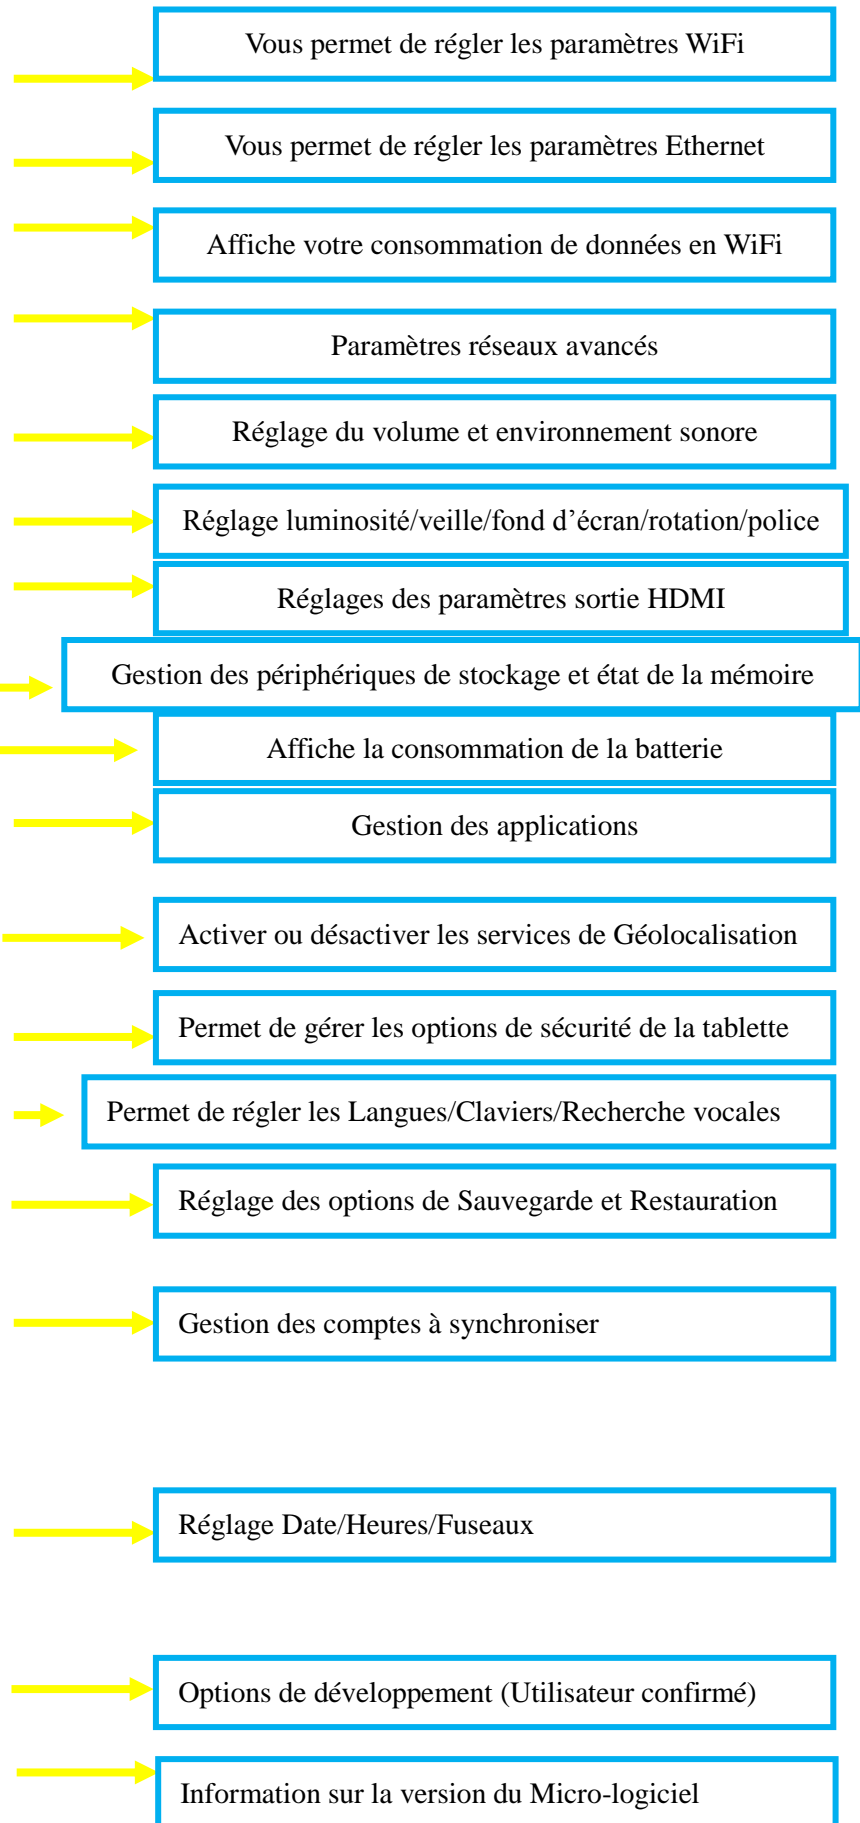 Vous permet de régler les paramètres WiFi
Vous permet de régler les paramètres Ethernet
Affiche votre consommation de données en WiFi
Paramètres réseaux avancés
Réglage du volume et environnement sonore
Réglage luminosité/veille/fond d’écran/rotation/police
Réglages des paramètres sortie HDMI
Gestion des périphériques de stockage et état de la mémoire
Affiche la consommation de la batterie
Gestion des applications
Activer ou désactiver les services de Géolocalisation
Permet de gérer les options de sécurité de la tablette
Permet de régler les Langues/Claviers/Recherche vocales
Réglage des options de Sauvegarde et Restauration
Gestion des comptes à synchroniser
Réglage Date/Heures/Fuseaux
Options de développement (Utilisateur confirmé)
Information sur la version du Micro-logiciel